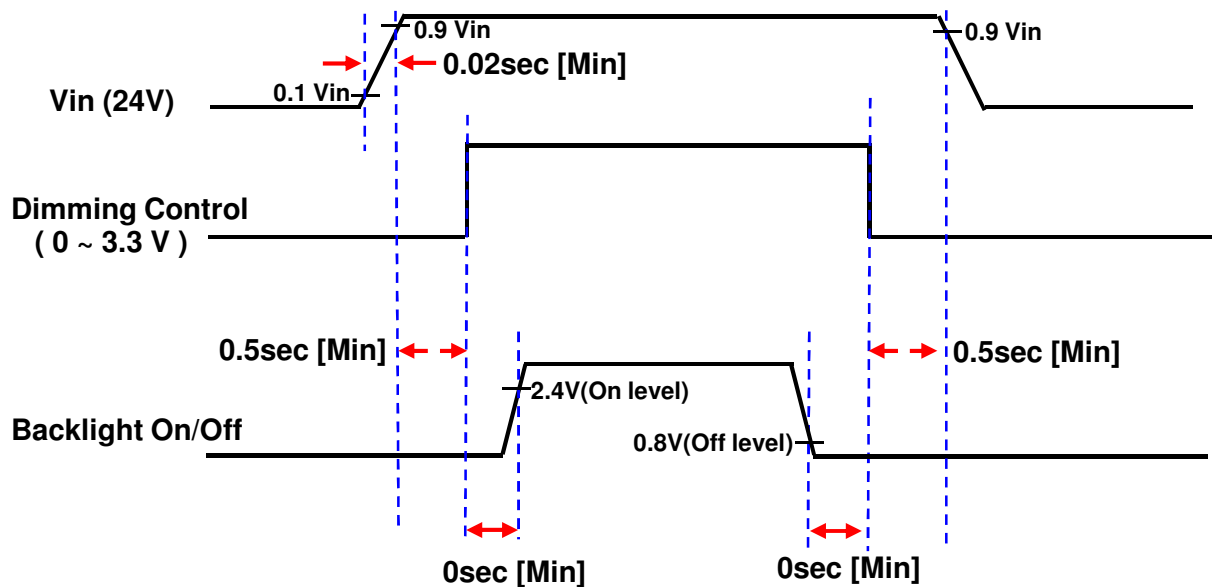 0.9 Vin
0.9 Vin
0.02sec [Min]
0.1 Vin
Vin (24V)
Dimming Control
( 0 ~ 3.3 V )
0.5sec [Min]
0.5sec [Min]
2.4V(On level)
Backlight On/Off
0.8V(Off level)
0sec [Min]
0sec [Min]